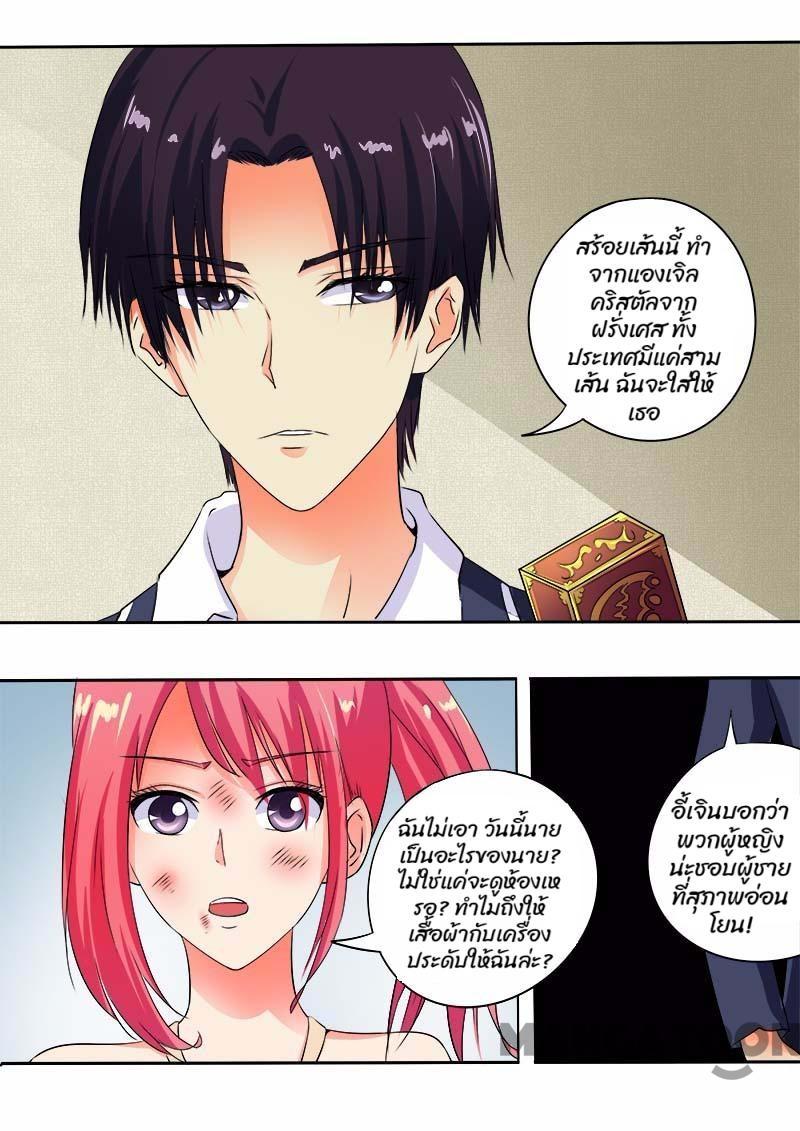 สร้อยเส้นนี้ ทำ
จากแองเจิล
คริสตัลจาก
ฝรั่งเศส ทั้ง
ประเทศมีแค่สาม
เส้น ฉันจะใส่ให้
เธอ
ฉันไม่เอา วันนี้นาย
เป็นอะไรของนาย?
ไม่ใช่แค่จะดูห้องเห
รอ? ทำไมถึงให้
เสื้อผ้ากับเครื่อง
ประดับให้ฉันล่ะ?
อี้เจินบอกว่า
พวกผู้หญิง
น่ะชอบผู้ชาย
ที่สุภาพอ่อน
โยน!